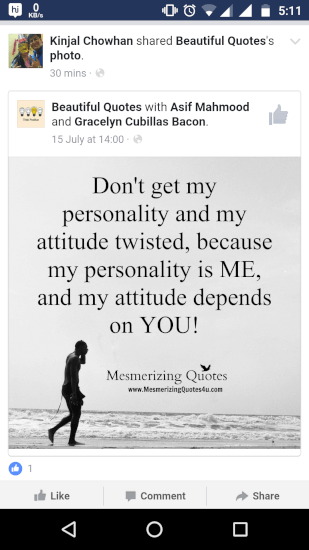 hi 0 KB/s 5:11
Kinjal Chowhan shared Beautiful Quotes's
photo.
30 mins ·
Beautiful Quotes with Asif Mahmood
and Gracelyn Cubillas Bacon.
15 July at 14:00 ·
Don't get my
personality and my
attitude twisted, because
my personality is ME,
and my attitude depends
on YOU!
Mesmerizing Quotes
www.MesmerizingQuotes4u.com
1
Like Comment Share